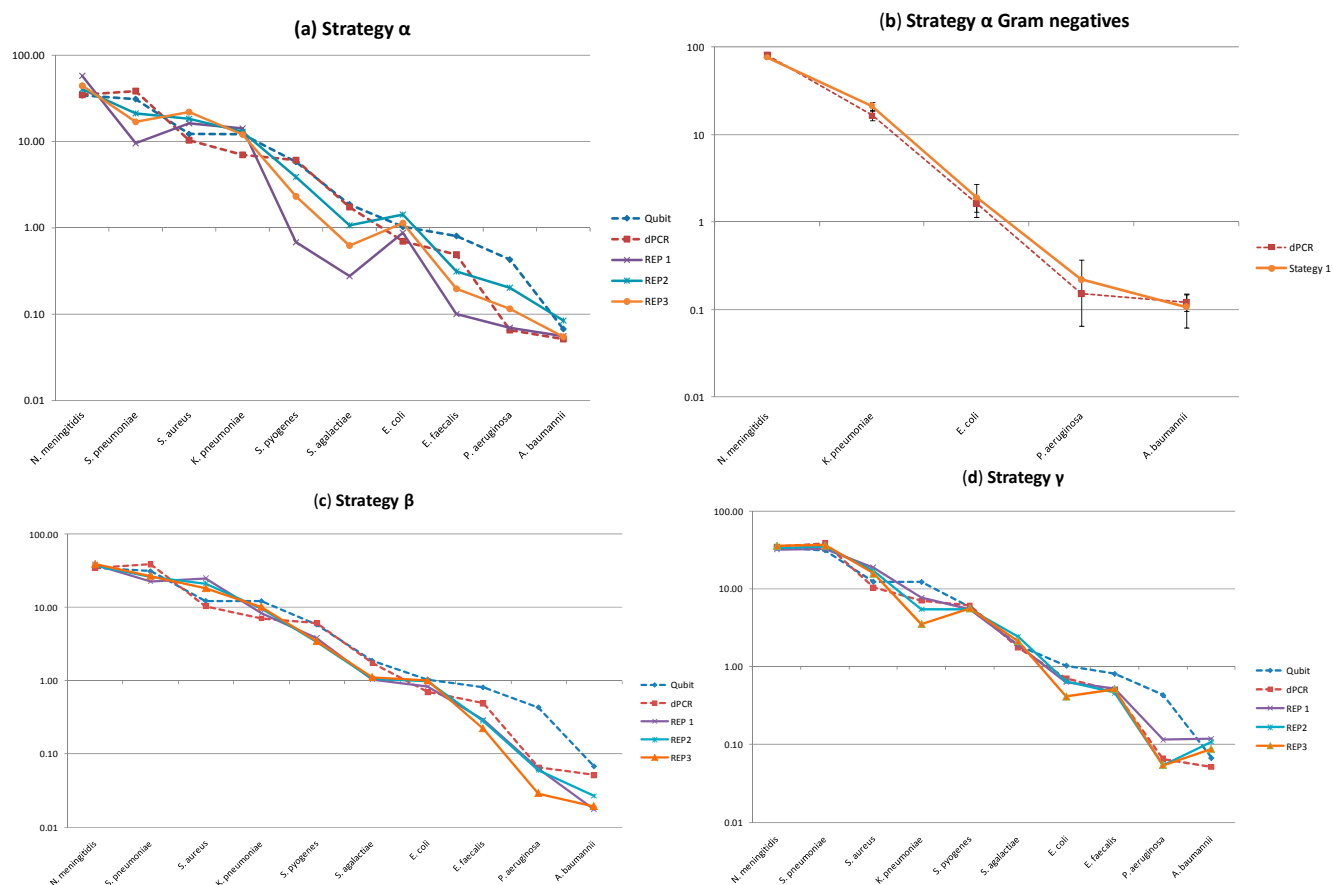 (a) Strategy α
100.00
10.00
1.00
0.10
0.01
N. meningitidis
S. pneumoniae
S. aureus
K. pneumoniae
S. pyogenes
S. agalactiae
E. coli
E. faecalis
P. aeruginosa
A. baumannii
Qubit
dPCR
REP 1
REP2
REP3
(b) Strategy α Gram negatives
100
10
1
0.1
0.01
N. meningitidis
K. pneumoniae
E. coli
P. aeruginosa
A. baumannii
dPCR
Stategy 1
(c) Strategy β
100.00
10.00
1.00
0.10
0.01
N. meningitidis
S. pneumoniae
S. aureus
K. pneumoniae
S. pyogenes
S. agalactiae
E. coli
E. faecalis
P. aeruginosa
A. baumannii
Qubit
dPCR
REP 1
REP2
REP3
(d) Strategy γ
100.00
10.00
1.00
0.10
0.01
N. meningitidis
S. pneumoniae
S. aureus
K. pneumoniae
S. pyogenes
S. agalactiae
E. coli
E. faecalis
P. aeruginosa
A. baumannii
Qubit
dPCR
REP 1
REP2
REP3